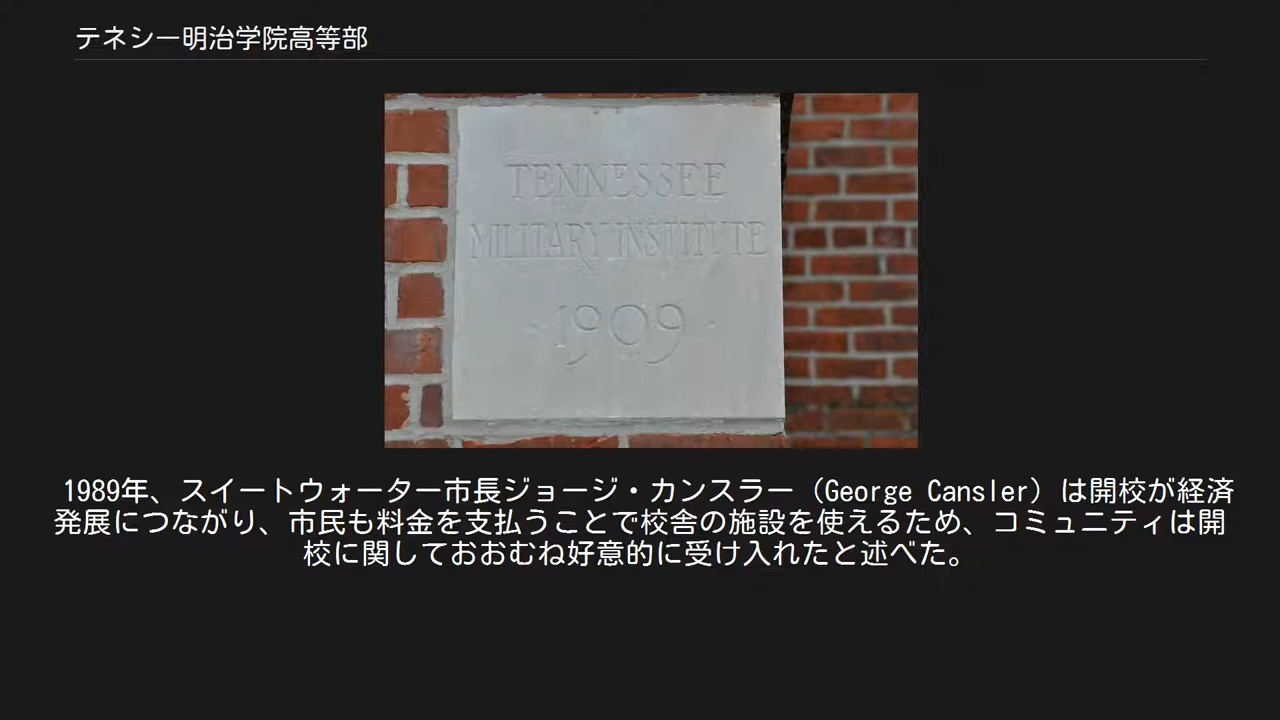 テネシー明治学院高等部
TENNESSEE
MILITARY INSTITUTE
1909
1989年、スイートウォーター市長ジョージ・カンスラー（George Cansler）は開校が経済
発展につながり、市民も料金を支払うことで校舎の施設を使えるため、コミュニティは開
校に関しておおむね好意的に受け入れたと述べた。